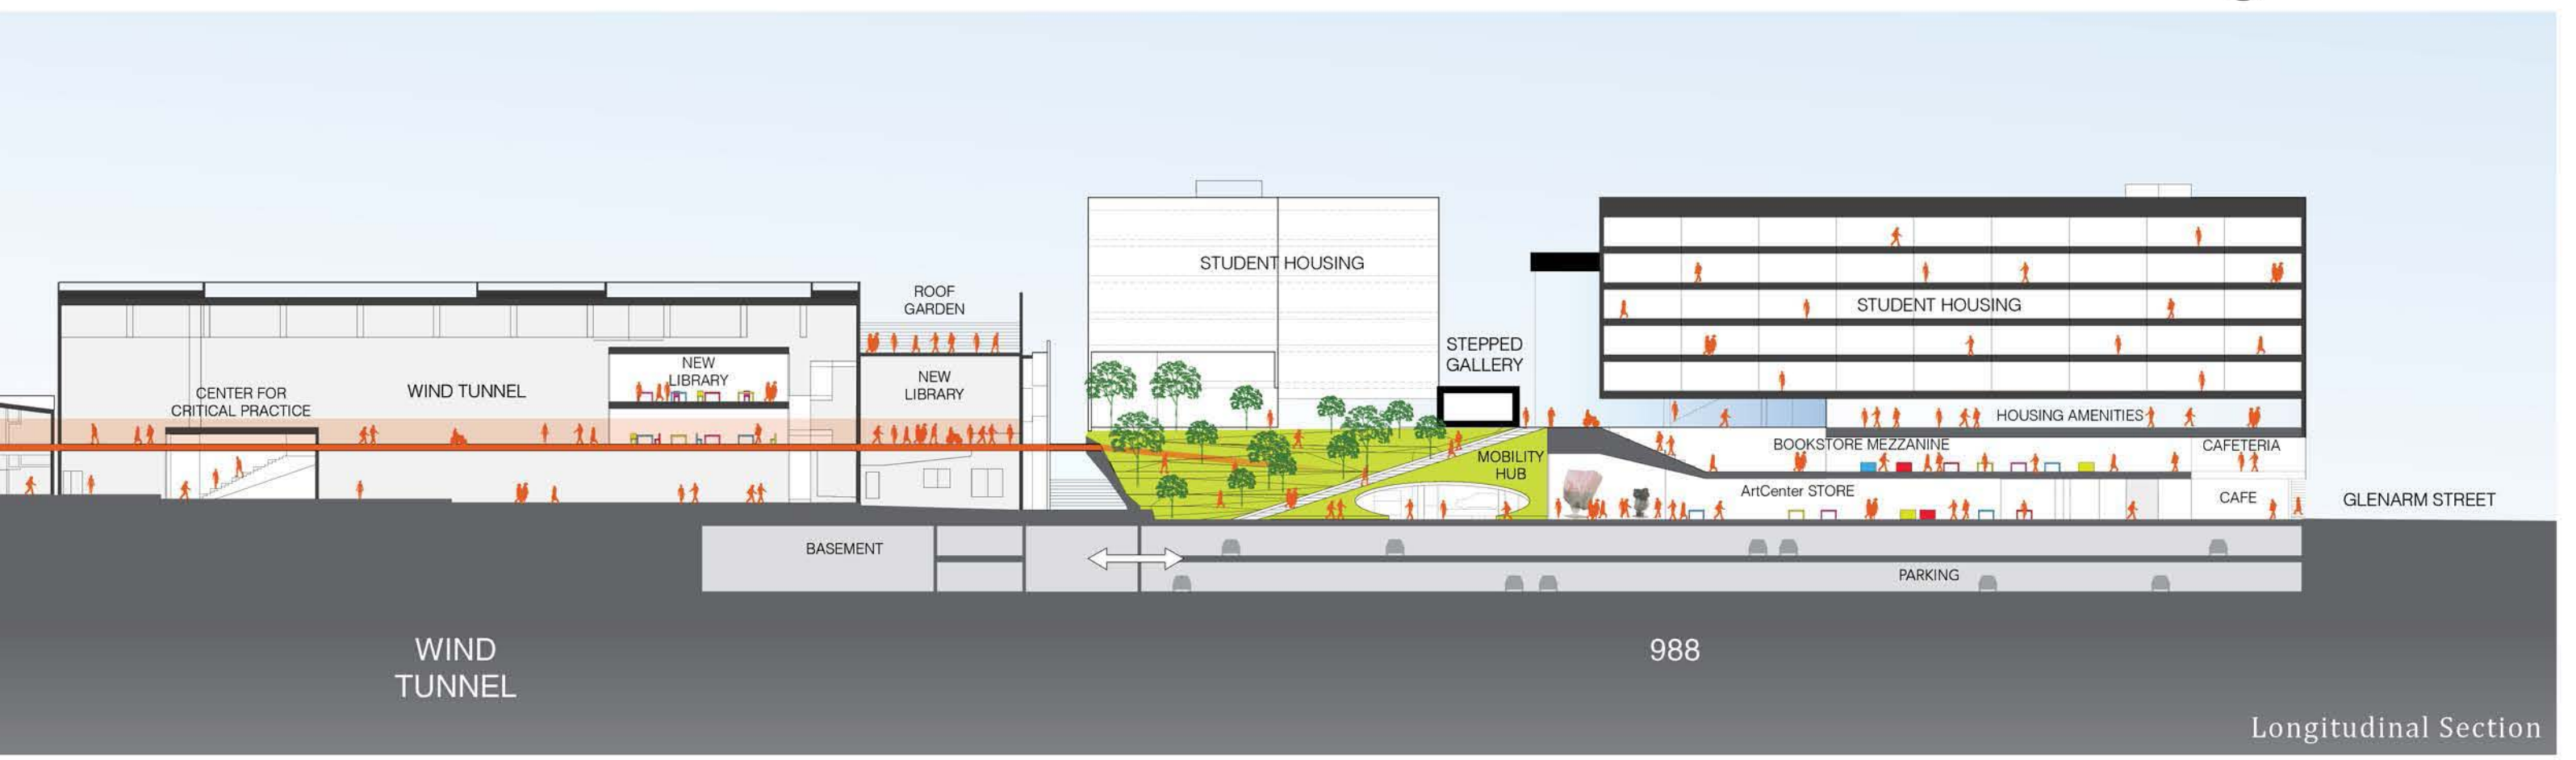 ROOF
GARDEN
STUDENT HOUSING
STUDENT HOUSING
STEPPED
GALLERY
NEW
LIBRARY
NEW
LIBRARY
CENTER FOR
CRITICAL PRACTICE
WIND TUNNEL
HOUSING AMENITIES
BOOKSTORE MEZZANINE
CAFETERIA
MOBILITY
HUB
ArtCenter STORE
CAFE
GLENARM STREET
BASEMENT
PARKING
WIND
TUNNEL
988
Longitudinal Section